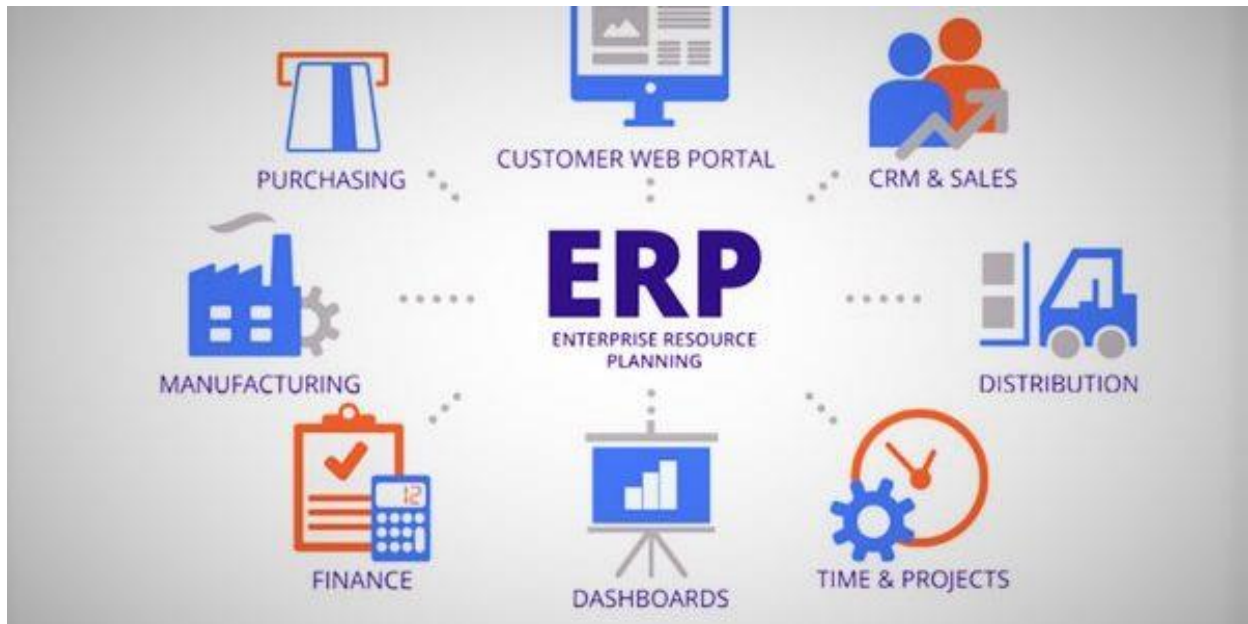 CUSTOMER WEB PORTAL
PURCHASING
CRM & SALES
ERP
ENTERPRISE RESOURCE
PLANNING
MANUFACTURING
DISTRIBUTION
12
FINANCE
DASHBOARDS
TIME & PROJECTS